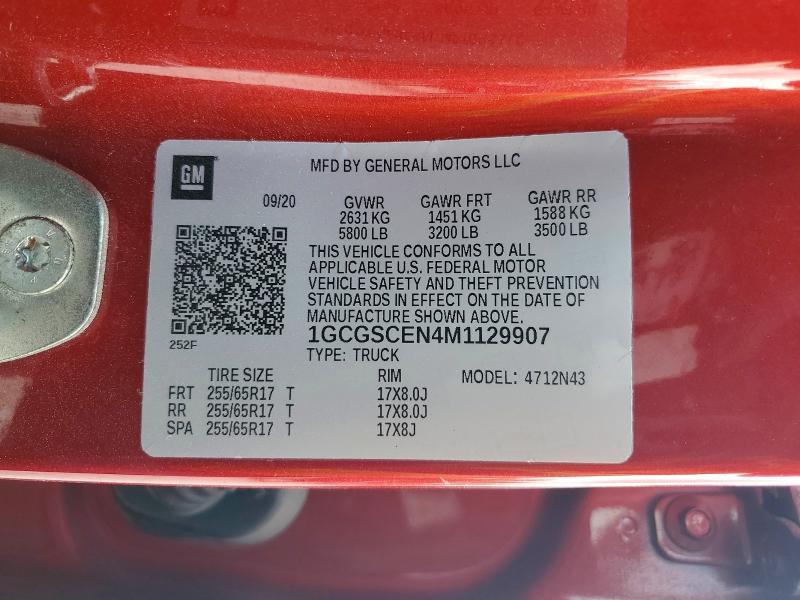 GM
MFD BY GENERAL MOTORS LLC
09/20
GVWR GAWR FRT GAWR RR
2631 KG 1451 KG 1588 KG
5800 LB 3200 LB 3500 LB
THIS VEHICLE CONFORMS TO ALL
APPLICABLE U.S. FEDERAL MOTOR
VEHICLE SAFETY AND THEFT PREVENTION
STANDARDS IN EFFECT ON THE DATE OF
MANUFACTURE SHOWN ABOVE.
252F
1GCGSCEN4M1129907
TYPE: TRUCK
TIRE SIZE RIM MODEL: 4712N43
FRT 255/65R17 T 17X8.0J
RR 255/65R17 T 17X8.0J
SPA 255/65R17 T 17X8J